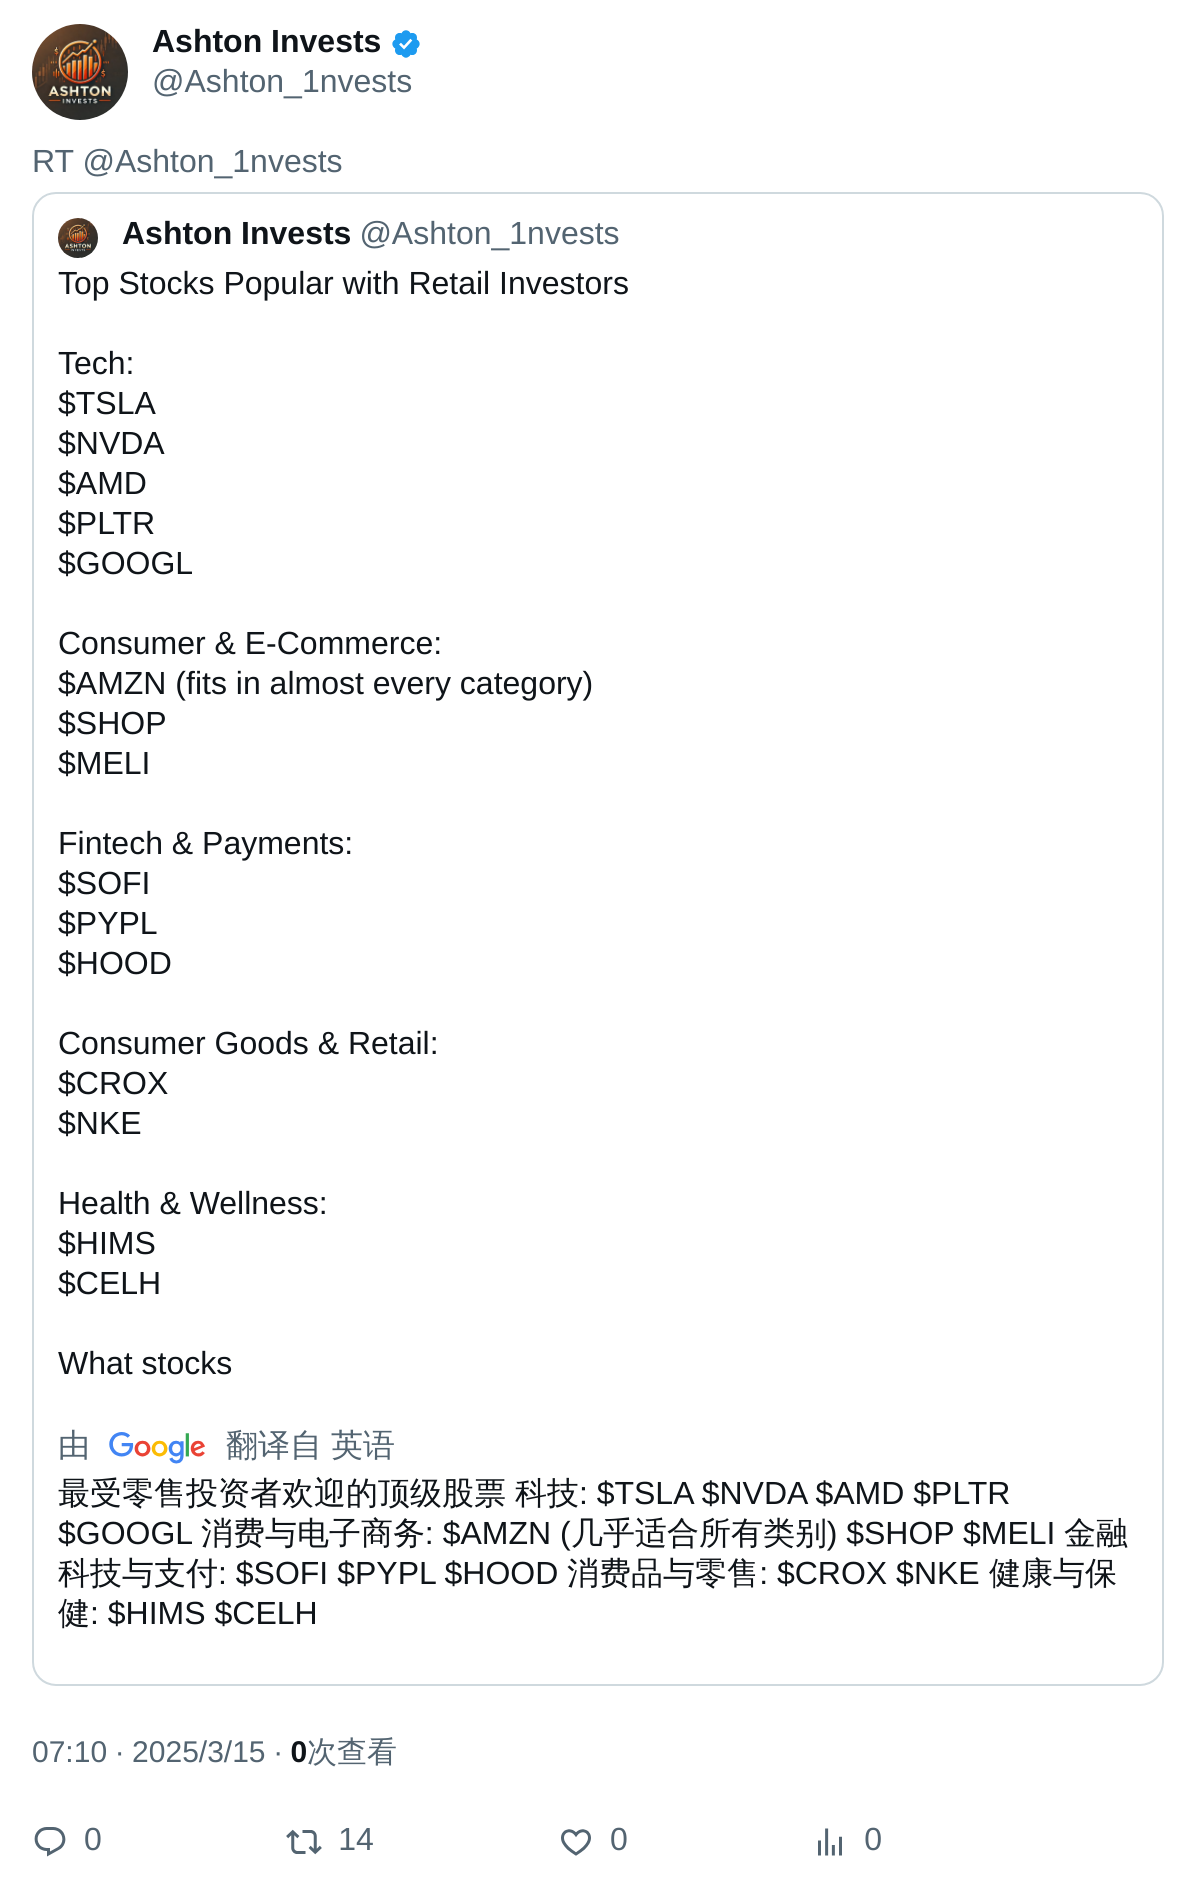 Ashton Invests
@Ashton_1nvests
ASHTON
INVESTS
RT @Ashton_1nvests
Ashton Invests @Ashton_1nvests
Top Stocks Popular with Retail Investors
Tech:
$TSLA
$NVDA
$AMD
$PLTR
$GOOGL
Consumer & E-Commerce:
$AMZN (fits in almost every category)
$SHOP
$MELI
Fintech & Payments:
$SOFI
$PYPL
$HOOD
Consumer Goods & Retail:
$CROX
$NKE
Health & Wellness:
$HIMS
$CELH
What stocks
由 Google 翻译自 英语
最受零售投资者欢迎的顶级股票 科技: $TSLA $NVDA $AMD $PLTR
$GOOGL 消费与电子商务: $AMZN (几乎适合所有类别) $SHOP $MELI 金融
科技与支付: $SOFI $PYPL $HOOD 消费品与零售: $CROX $NKE 健康与保
健: $HIMS $CELH
07:10 · 2025/3/15 · 0次查看
0 14 0 0